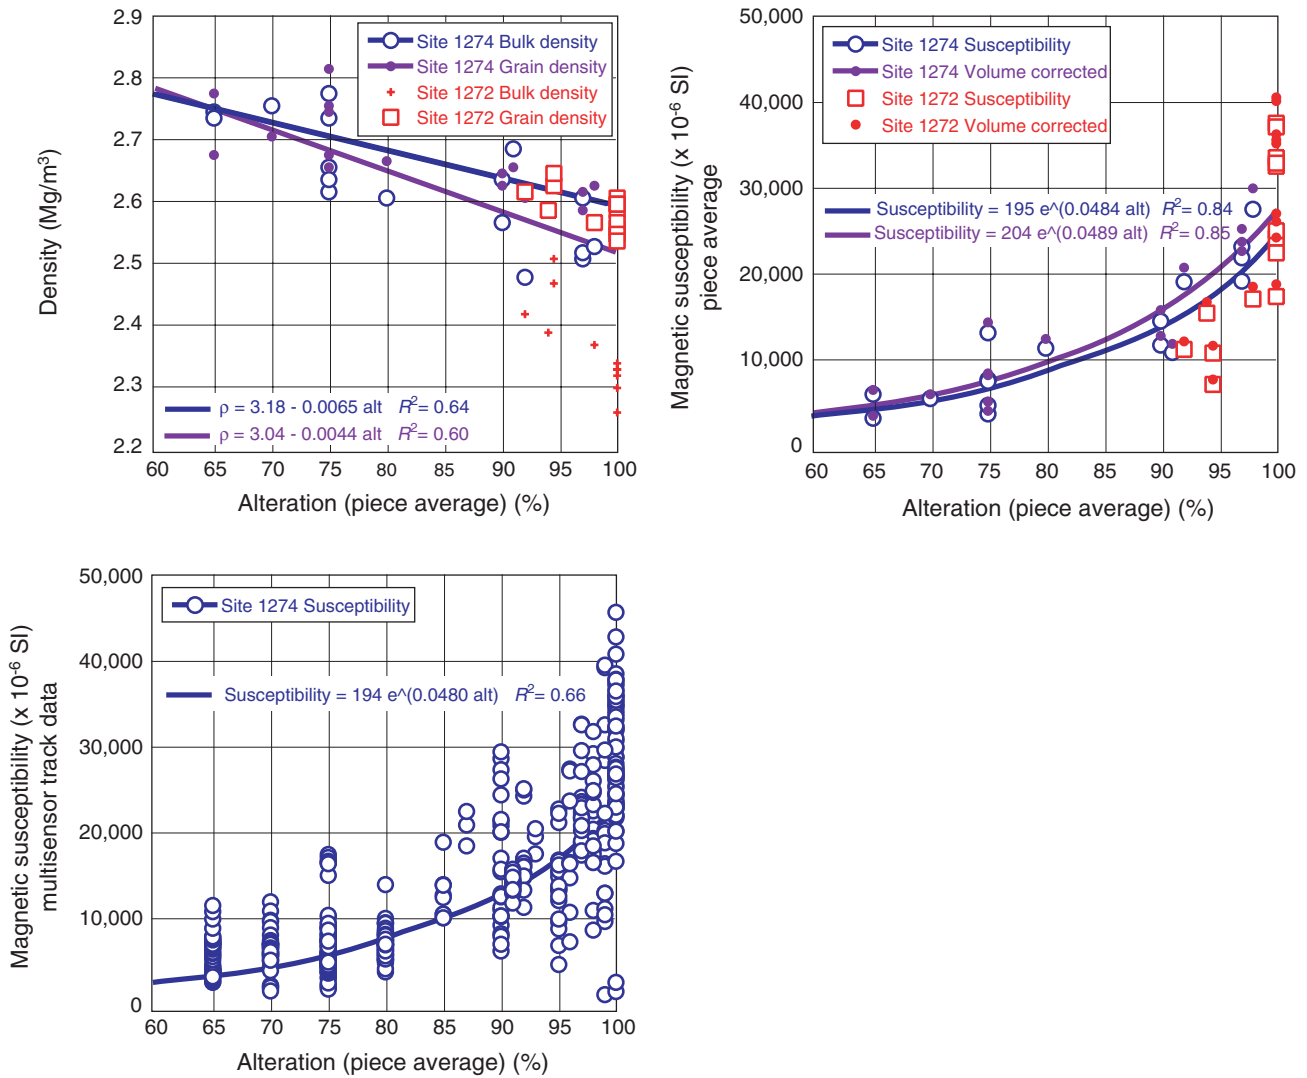 2.9
2.8
2.7
2.6
2.5
2.4
2.3
2.2
Density (Mg/m³)
Site 1274 Bulk density
Site 1274 Grain density
Site 1272 Bulk density
Site 1272 Grain density
ρ = 3.18 - 0.0065 alt R²= 0.64
ρ = 3.04 - 0.0044 alt R²= 0.60
60 65 70 75 80 85 90 95 100
Alteration (piece average) (%)
50,000
40,000
30,000
20,000
10,000
0
Magnetic susceptibility (x 10⁻⁶ SI)
piece average
Site 1274 Susceptibility
Site 1274 Volume corrected
Site 1272 Susceptibility
Site 1272 Volume corrected
Susceptibility = 195 e^(0.0484 alt) R²= 0.84
Susceptibility = 204 e^(0.0489 alt) R²= 0.85
60 65 70 75 80 85 90 95 100
Alteration (piece average) (%)
50,000
40,000
30,000
20,000
10,000
0
Magnetic susceptibility (x 10⁻⁶ SI)
multisensor track data
Site 1274 Susceptibility
Susceptibility = 194 e^(0.0480 alt) R²= 0.66
60 65 70 75 80 85 90 95 100
Alteration (piece average) (%)